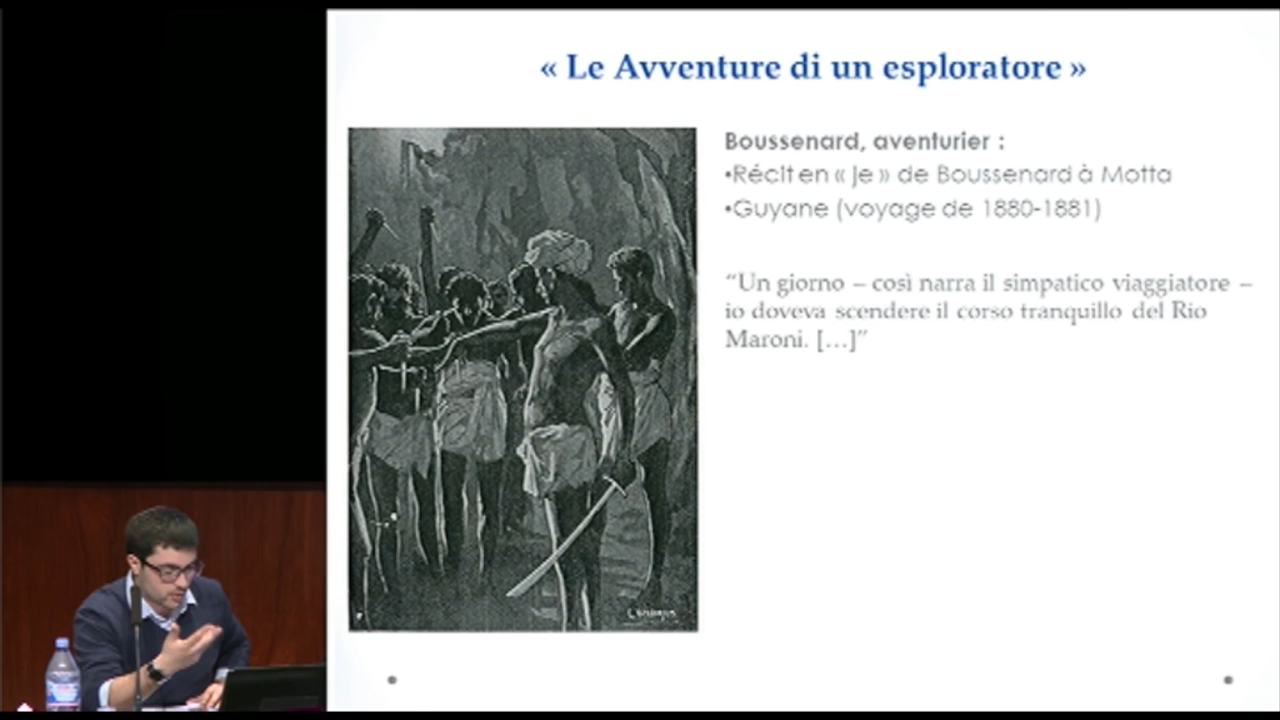 « Le Avventure di un esploratore »
Boussenard, aventurier :
•Récit en « je » de Boussenard à Motta
•Guyane (voyage de 1880-1881)
“Un giorno – così narra il simpatico viaggiatore –
io doveva scendere il corso tranquillo del Rio
Maroni. […]”